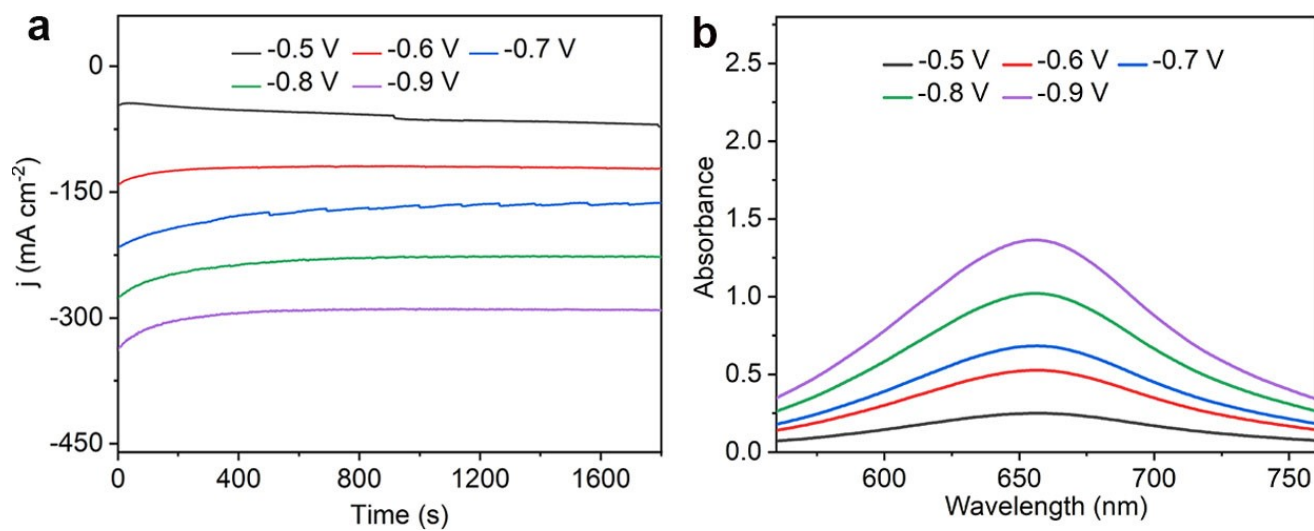 a
-0.5 V -0.6 V -0.7 V
-0.8 V -0.9 V
0
-150
-300
-450
j (mA cm-2)
0 400 800 1200 1600
Time (s)
b
-0.5 V -0.6 V -0.7 V
-0.8 V -0.9 V
2.5
2.0
1.5
1.0
0.5
0.0
Absorbance
600 650 700 750
Wavelength (nm)